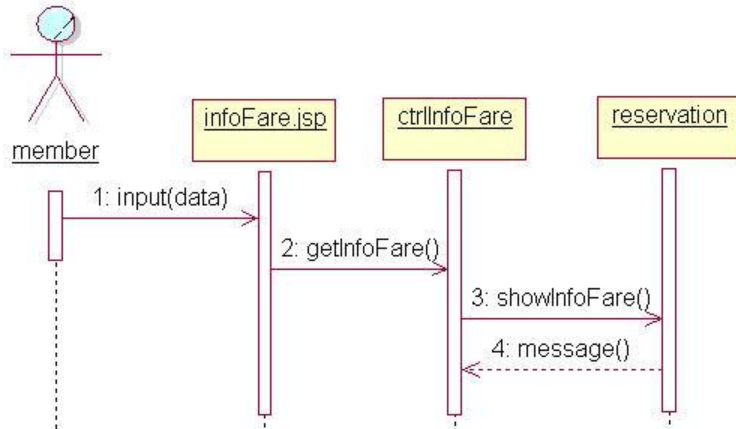 member
infoFare.jsp
ctrlInfoFare
reservation
1: input(data)
2: getInfoFare()
3: showInfoFare()
4: message()